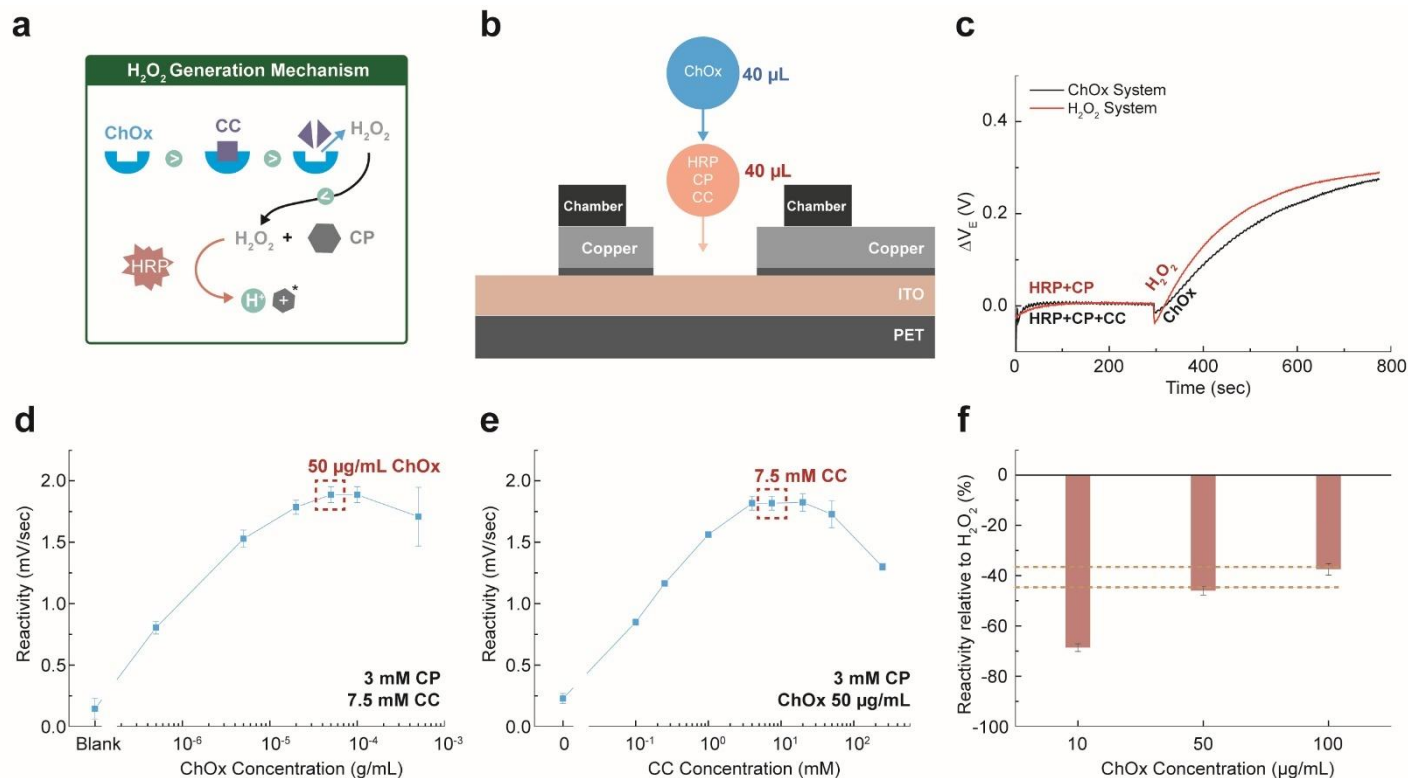 a
H₂O₂ Generation Mechanism
ChOx
>
CC
>
H₂O₂
>
H₂O₂ + CP
HRP
H⁺
+
*
b
ChOx
40 µL
HRP
CP
CC
40 µL
Chamber
Chamber
Copper
Copper
ITO
PET
c
ChOx System
H₂O₂ System
ΔV_E (V)
0.4
0.2
0.0
HRP+CP
HRP+CP+CC
H₂O₂
ChOx
0 200 400 600 800
Time (sec)
d
Reactivity (mV/sec)
2.0
1.5
1.0
0.5
0.0
50 µg/mL ChOx
3 mM CP
7.5 mM CC
Blank 10⁻⁶ 10⁻⁵ 10⁻⁴ 10⁻³
ChOx Concentration (g/mL)
e
Reactivity (mV/sec)
2.0
1.5
1.0
0.5
0.0
7.5 mM CC
3 mM CP
ChOx 50 µg/mL
0 10⁻¹ 10⁰ 10¹ 10²
CC Concentration (mM)
f
Reactivity relative to H₂O₂ (%)
0
-20
-40
-60
-80
-100
10 50 100
ChOx Concentration (µg/mL)